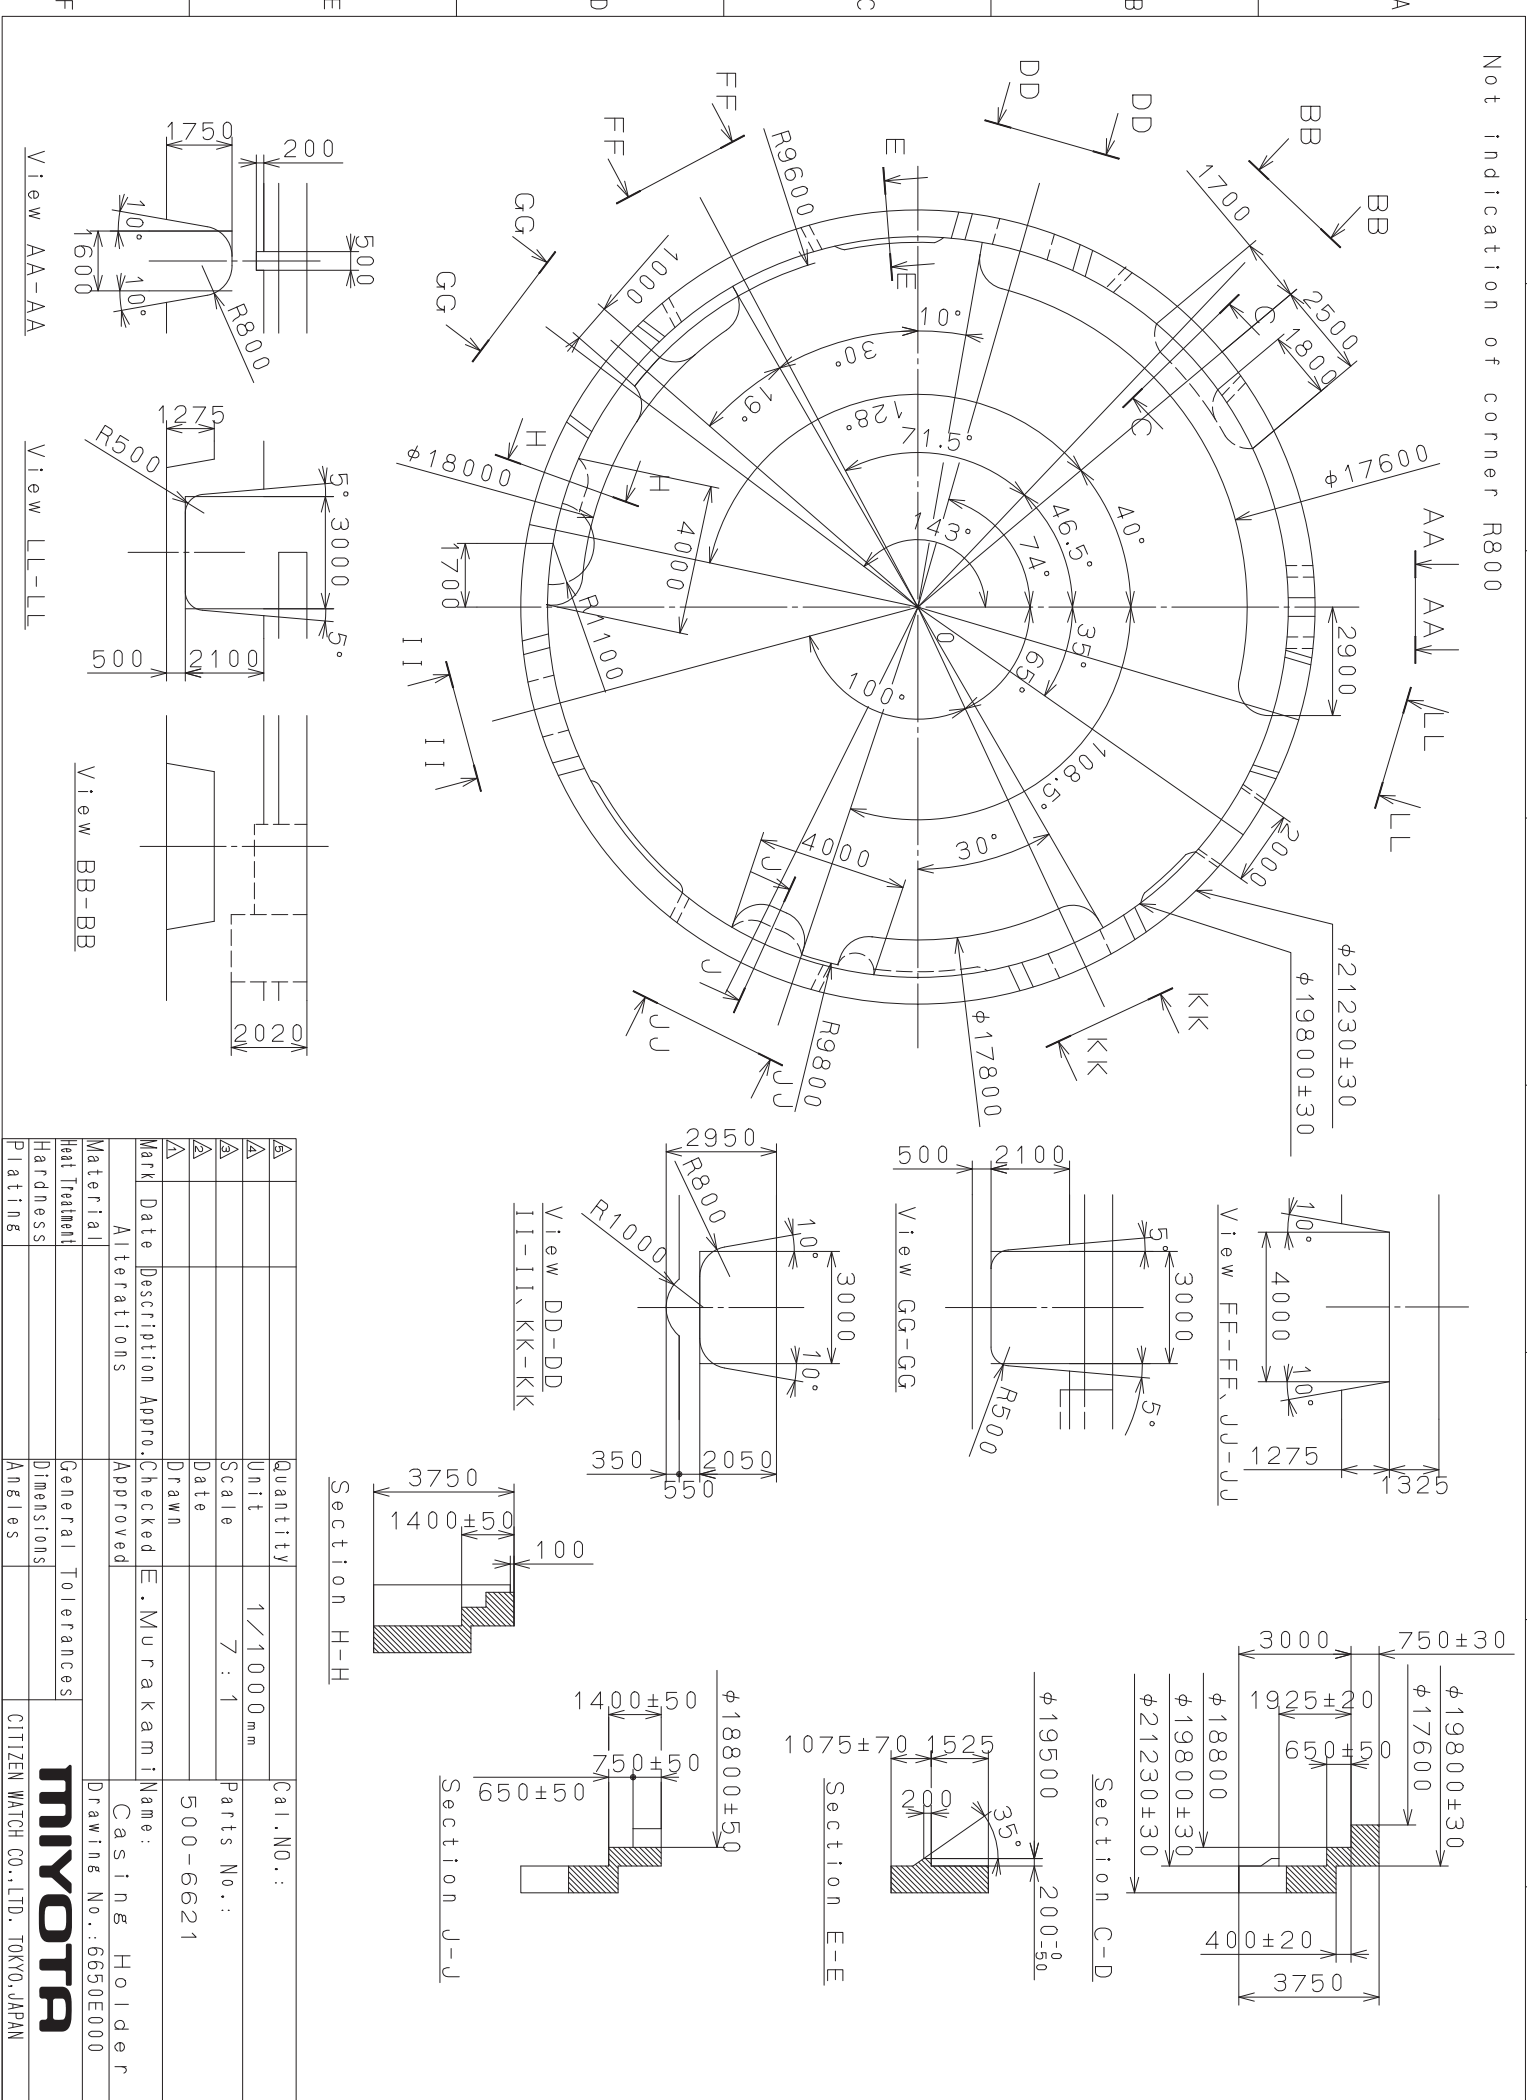 F
E
D
C
B
A
Not indication of corner R800
BB
BB
DD
DD
FF
FF
GG
GG
E
E
R9600
1700
2500
1800
C
C
φ17600
AA
AA
LL
LL
2900
2000
φ21230±30
φ19800±30
KK
KK
φ17800
R9800
JJ
JJ
J
J
4000
1000
10°
30°
19°
128°
71.5°
46.5°
40°
74°
143°
35°
65°
100°
108.5°
30°
0
H
H
φ18000
4000
1700
R1100
II
II
1750
200
500
10°
1600
10°
R800
View AA-AA
1275
R500
5°
3000
5°
500
2100
View LL-LL
2020
View BB-BB
10°
4000
10°
1275
1325
View FF-FF、JJ-JJ
500
2100
5°
3000
5°
R500
View GG-GG
2950
R800
R1000
10°
3000
10°
350
550
2050
View DD-DD
II-II、KK-KK
3750
1400±50
100
Section H-H
3000
750±30
1925±20
650±50
φ19800±30
φ17600
φ18800
φ19800±30
φ21230±30
400±20
3750
Section C-D
φ19500
1075±70
1525
200
35°
200-0
-50
Section E-E
φ18800±50
1400±50
750±50
650±50
Section J-J
5
4
3
2
1
Mark
Date
Description
Appro.
Alterations
Material
Heat Treatment
Hardness
Plating
Quantity
Unit
1/1000mm
Scale
7:1
Date
Drawn
Checked
E.Murakami
Approved
General Tolerances
Dimensions
Angles
Cal.NO.:
Parts No.:
500-6621
Name:
Casing Holder
Drawing No.:6650E000
MIYOTA
CITIZEN WATCH CO.,LTD. TOKYO,JAPAN